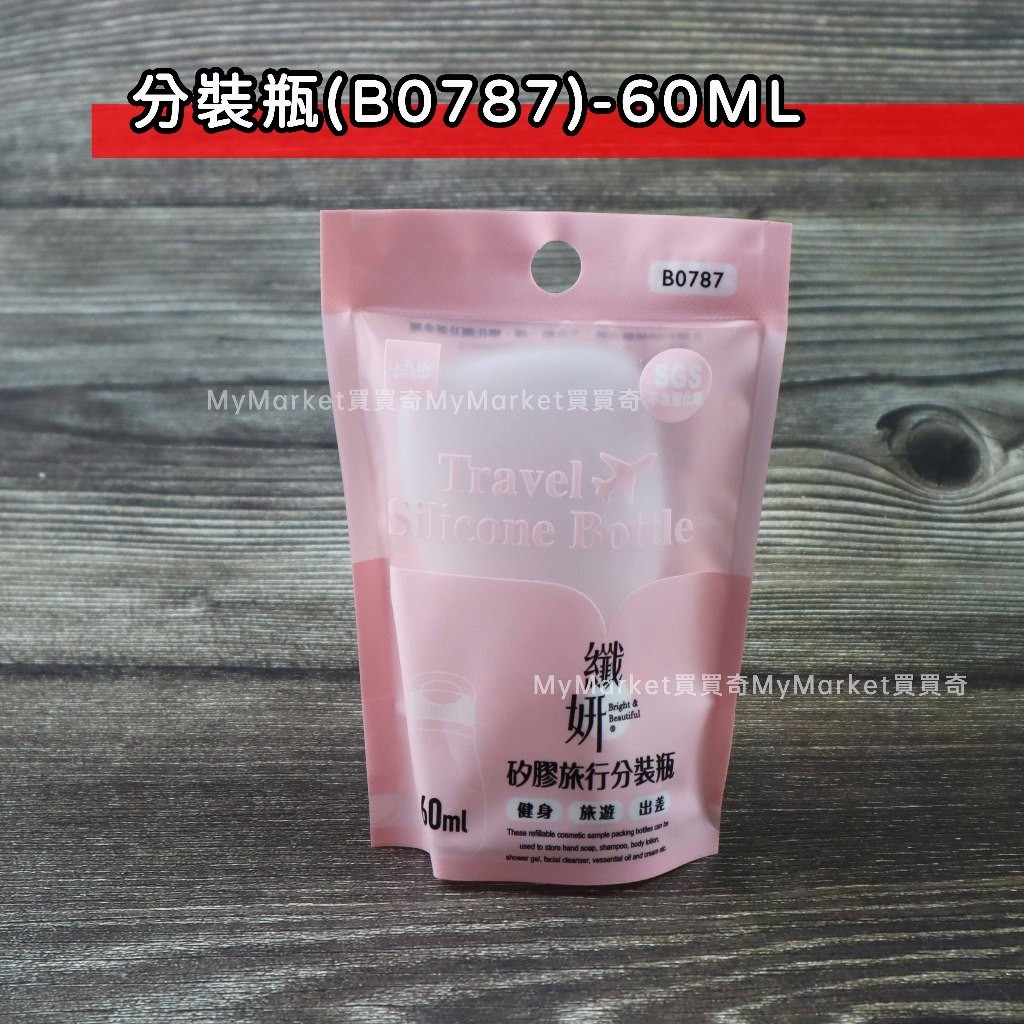 分裝瓶(B0787)-60ML
B0787
SGS
MyMarket買買奇MyMarket買買奇
Travel
Silicone Bottle
纖妍
Bright &
Beautiful
®
MyMarket買買奇MyMarket買買奇
矽膠旅行分裝瓶
健身 旅遊 出差
60ml
These refillable cosmetic sample packing bottles can be
used to store hand soap, shampoo, body lotion,
shower gel, facial cleanser, vessential oil and cream etc.